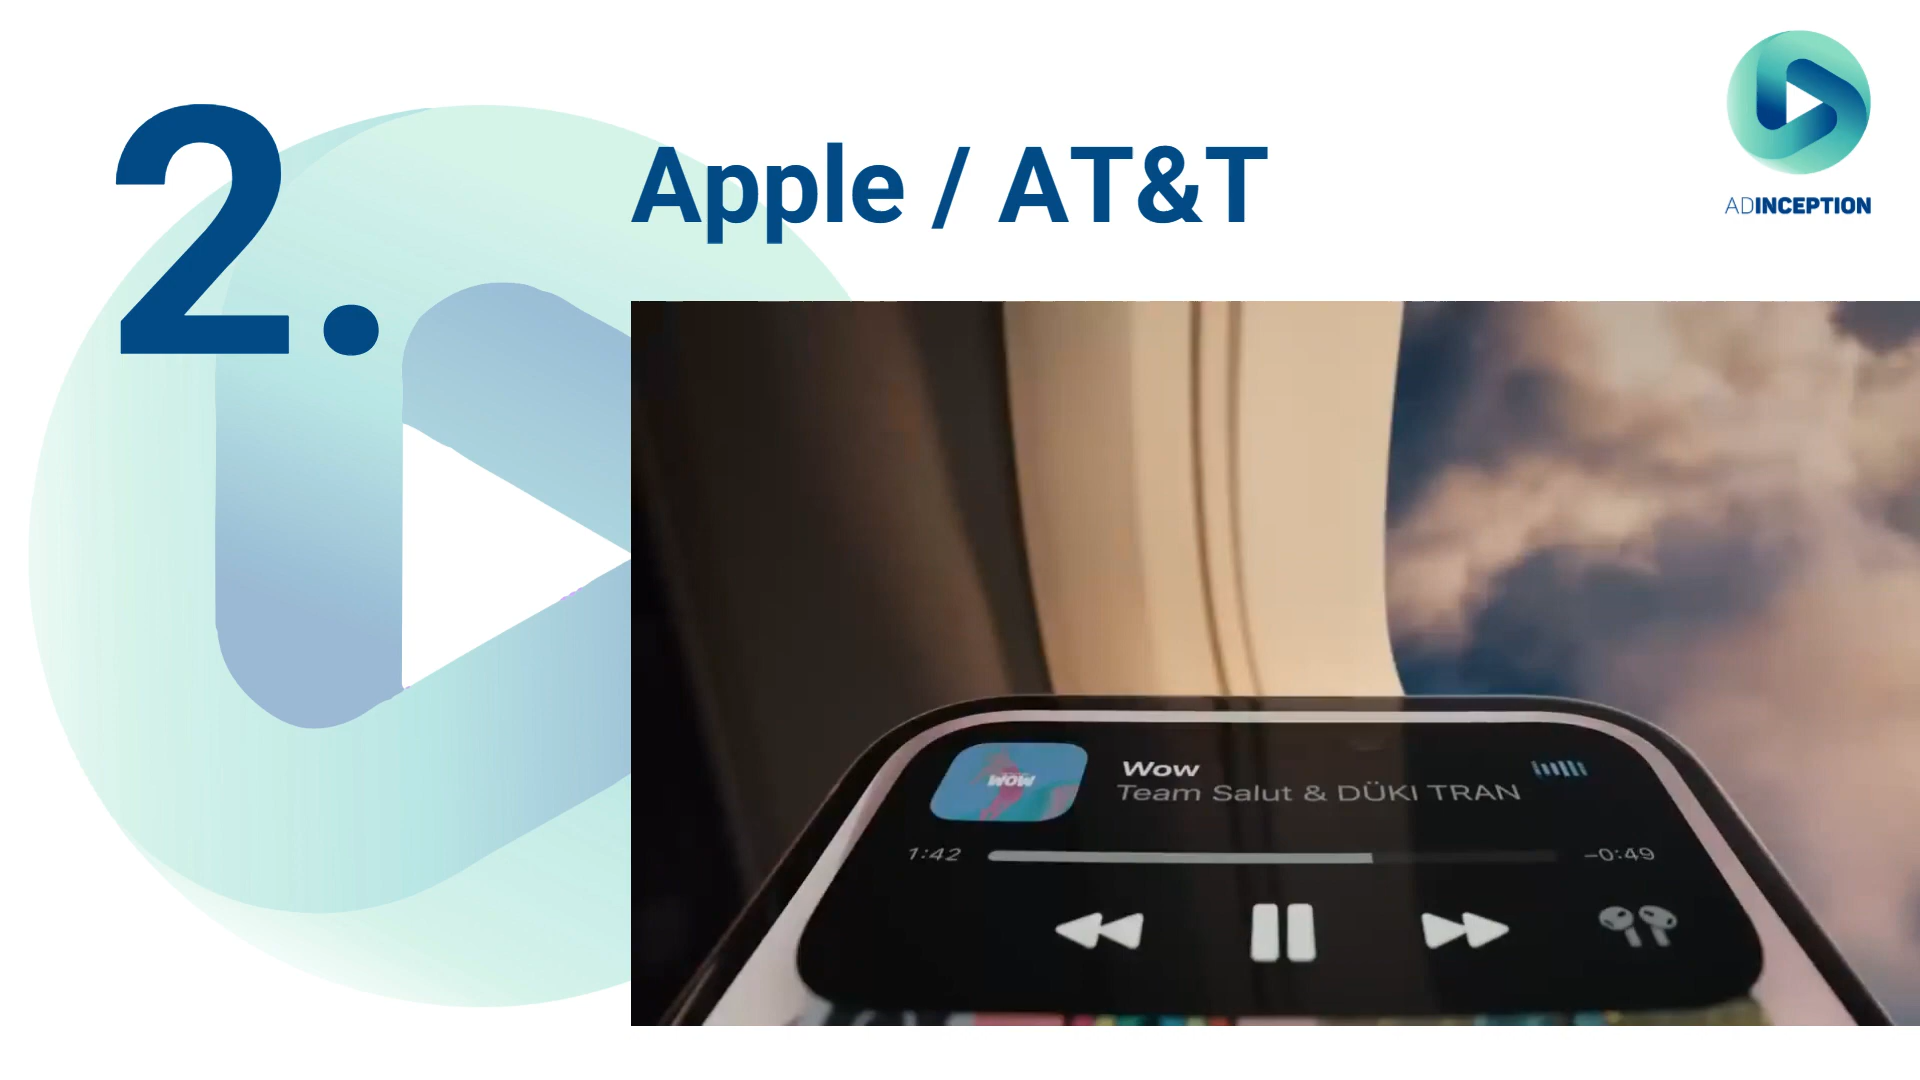 2.
Apple / AT&T
ADINCEPTION
WOW
Wow
Team Salut & DÜKI TRAN
1:42
−0:49